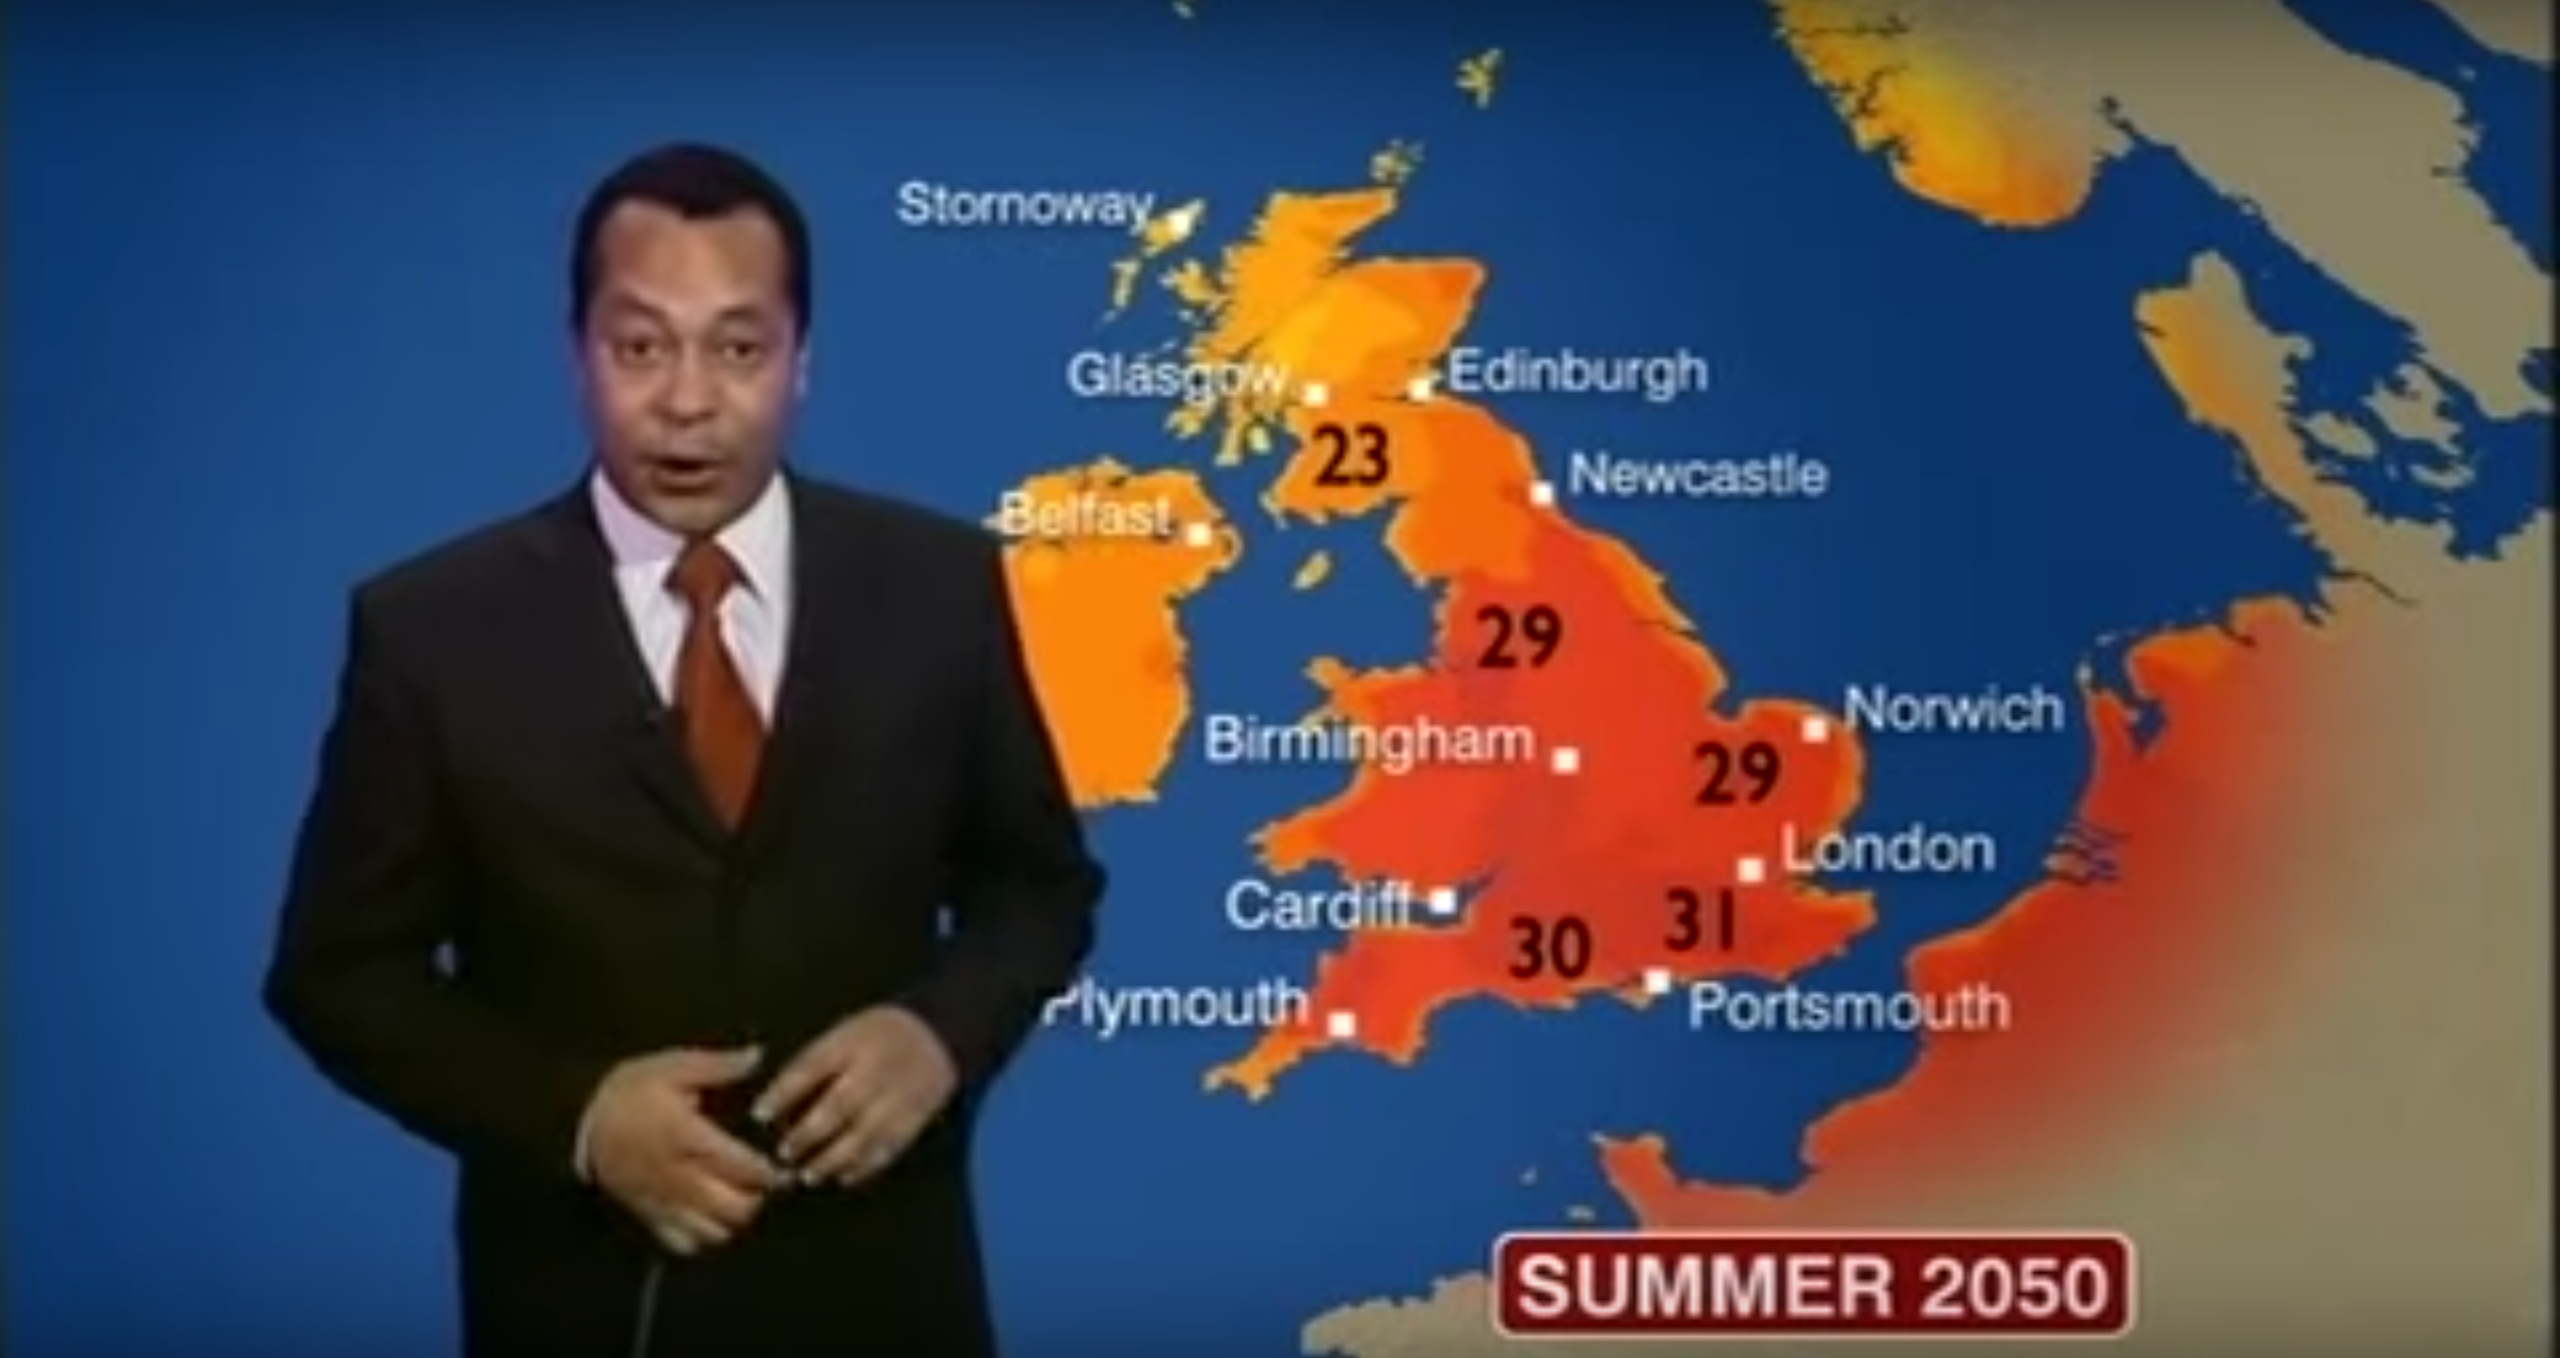 Stornoway
Glasgow
Edinburgh
23
Newcastle
Belfast
29
Norwich
Birmingham
29
London
Cardiff
31
30
Plymouth
Portsmouth
SUMMER 2050